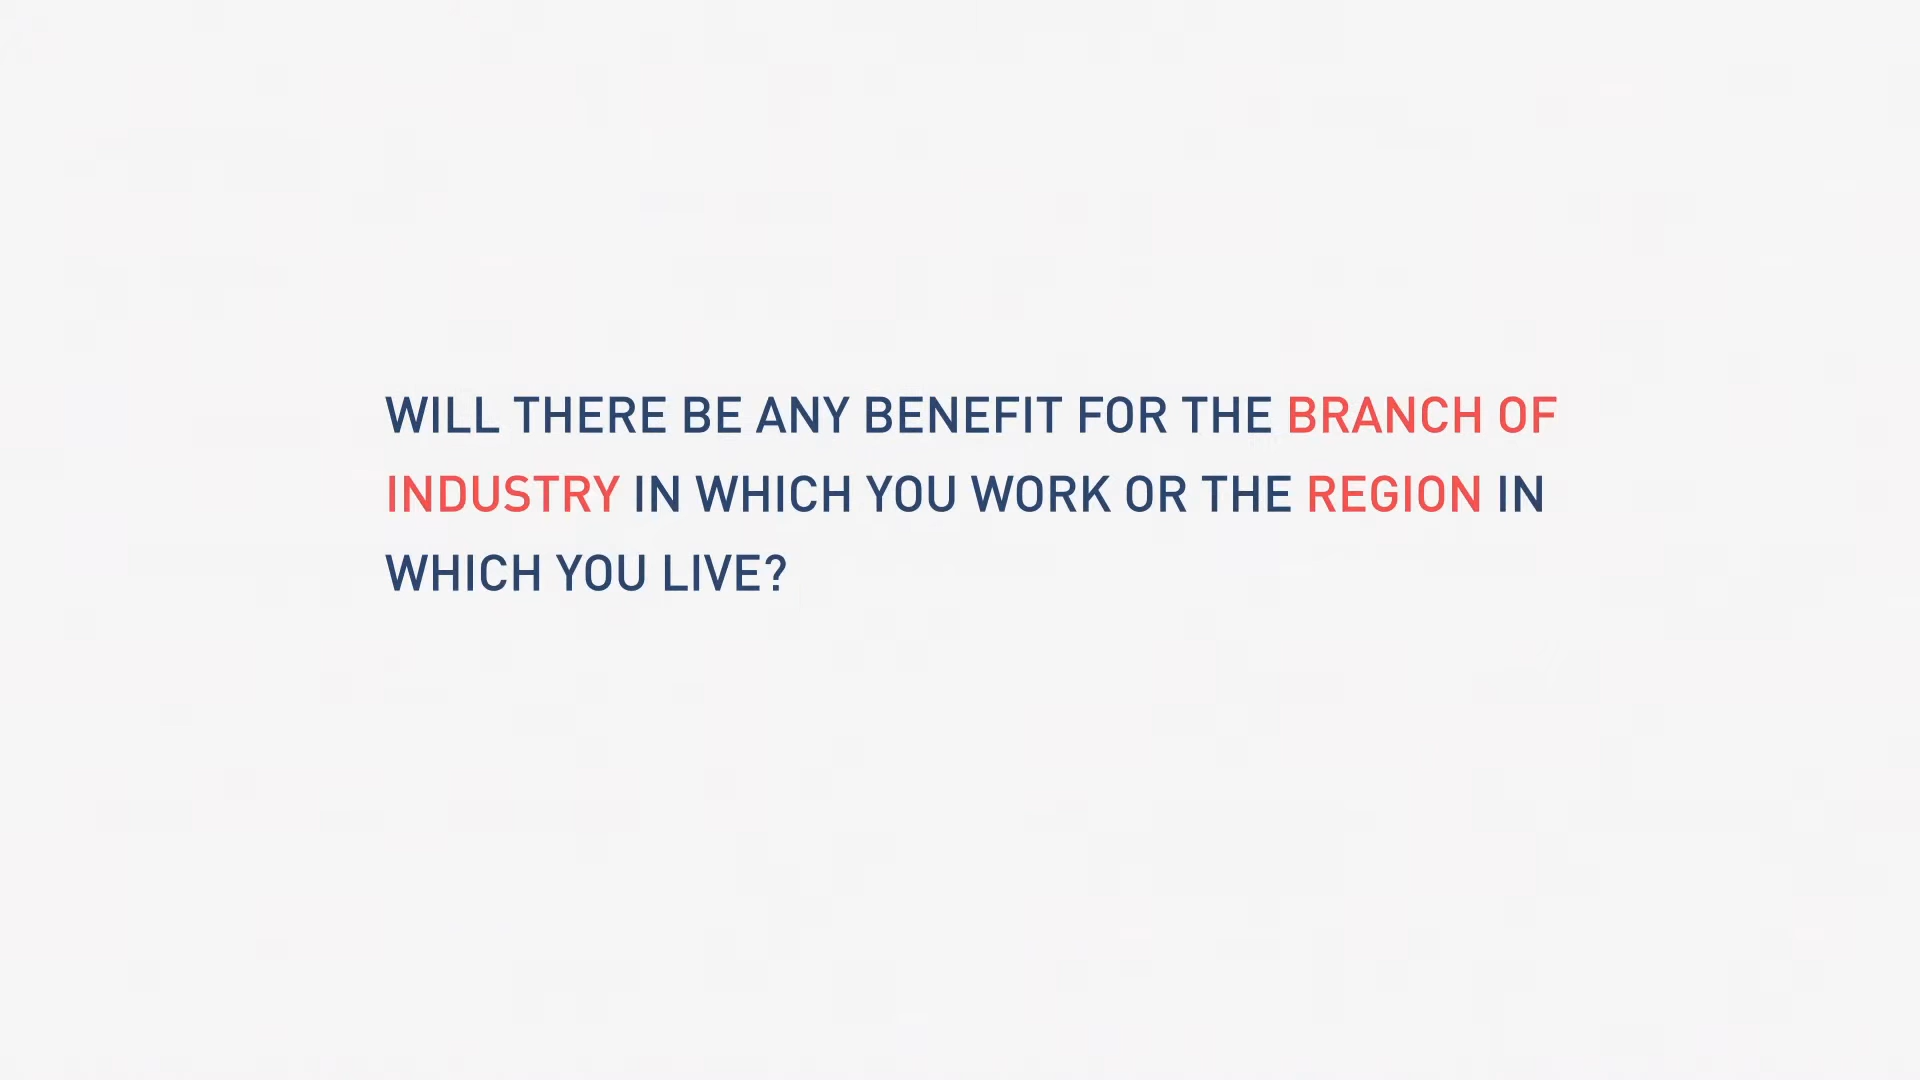 WILL THERE BE ANY BENEFIT FOR THE BRANCH OF
INDUSTRY IN WHICH YOU WORK OR THE REGION IN
WHICH YOU LIVE?